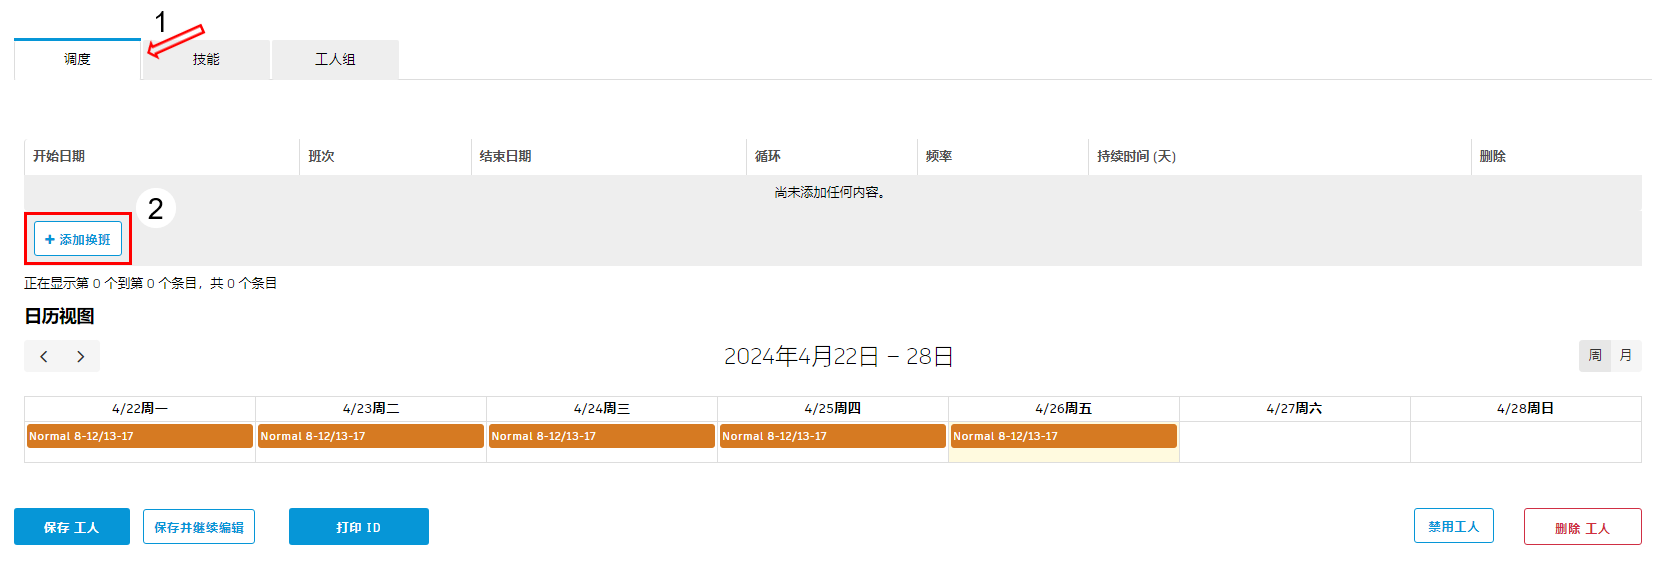 1
调度 技能 工人组
开始日期 班次 结束日期 循环 频率 持续时间 (天) 删除
尚未添加任何内容。
2
+ 添加换班
正在显示第 0 个到第 0 个条目，共 0 个条目
日历视图
2024年4月22日 – 28日 周 月
4/22周一 4/23周二 4/24周三 4/25周四 4/26周五 4/27周六 4/28周日
Normal 8-12/13-17 Normal 8-12/13-17 Normal 8-12/13-17 Normal 8-12/13-17 Normal 8-12/13-17
保存 工人 保存并继续编辑 打印 ID 禁用工人 删除 工人